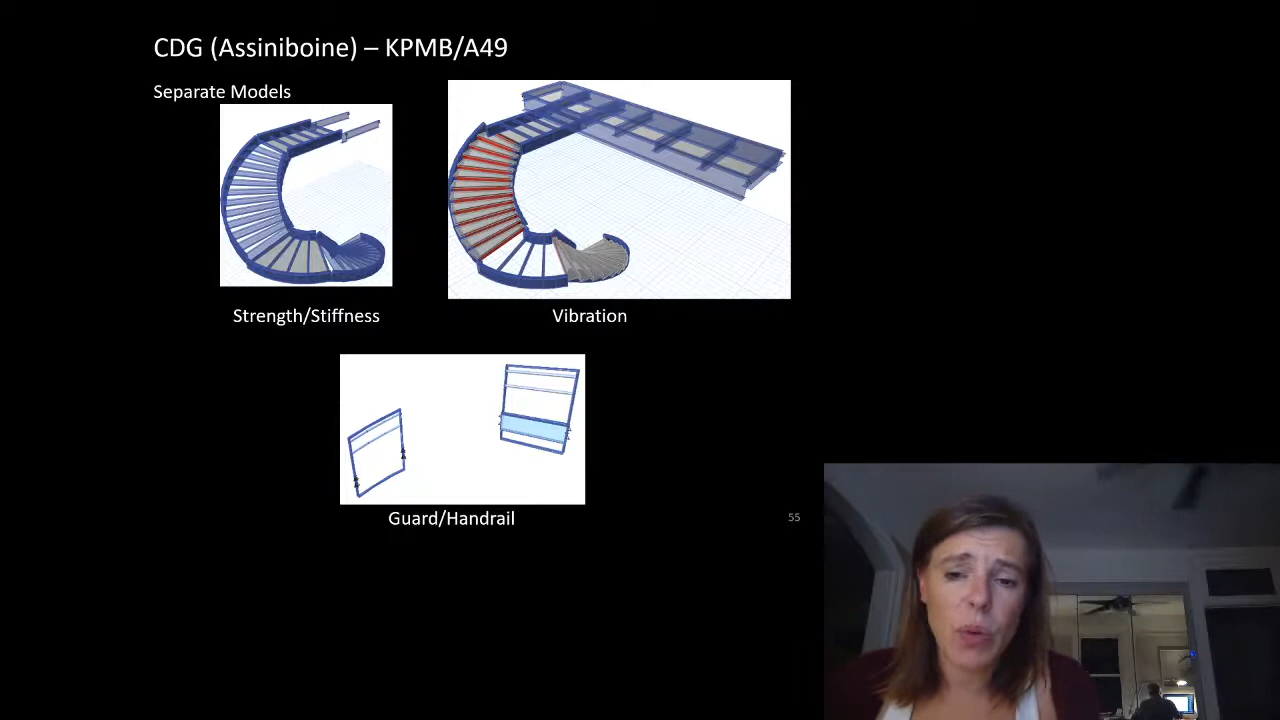 CDG (Assiniboine) – KPMB/A49
Separate Models
Strength/Stiffness
Vibration
Guard/Handrail
55